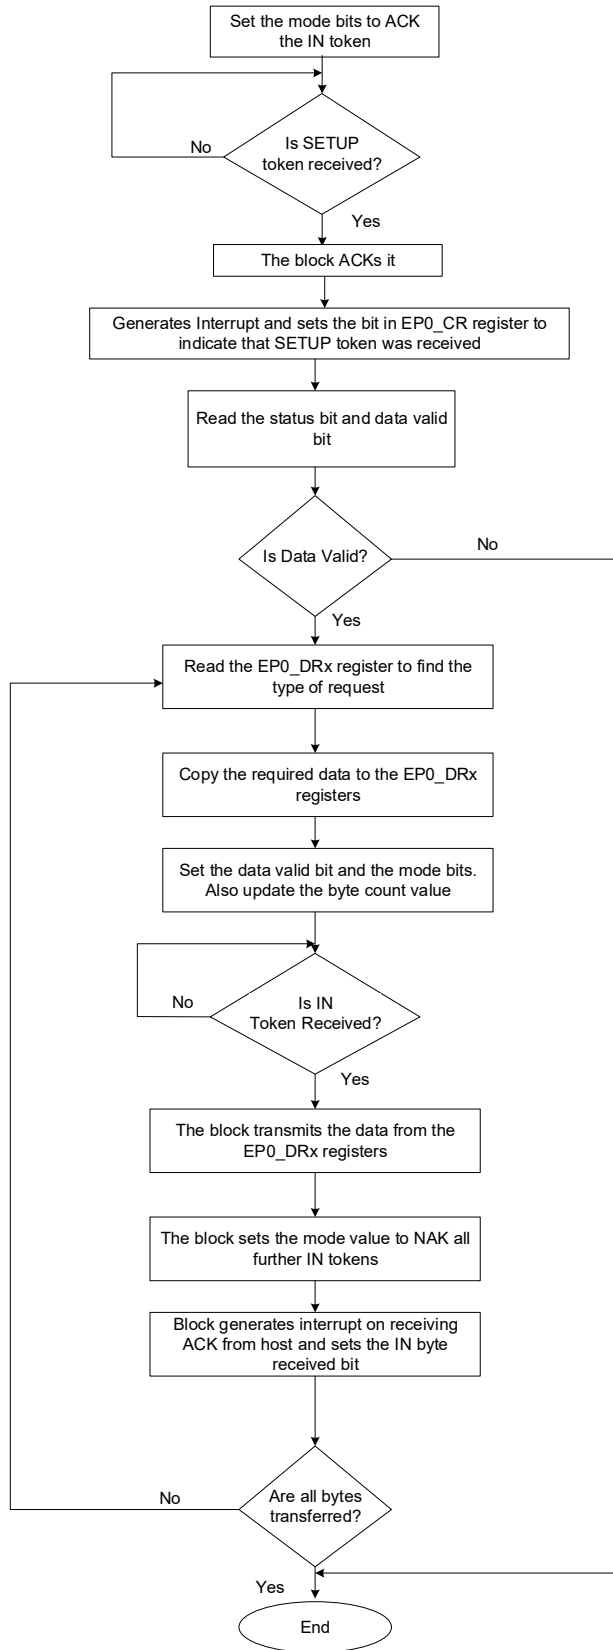 Set the mode bits to ACK
the IN token
Is SETUP
token received?
No
Yes
The block ACKs it
Generates Interrupt and sets the bit in EP0_CR register to
indicate that SETUP token was received
Read the status bit and data valid
bit
Is Data Valid?
No
Yes
Read the EP0_DRx register to find the
type of request
Copy the required data to the EP0_DRx
registers
Set the data valid bit and the mode bits.
Also update the byte count value
Is IN
Token Received?
No
Yes
The block transmits the data from the
EP0_DRx registers
The block sets the mode value to NAK all
further IN tokens
Block generates interrupt on receiving
ACK from host and sets the IN byte
received bit
Are all bytes
transferred?
No
Yes
End